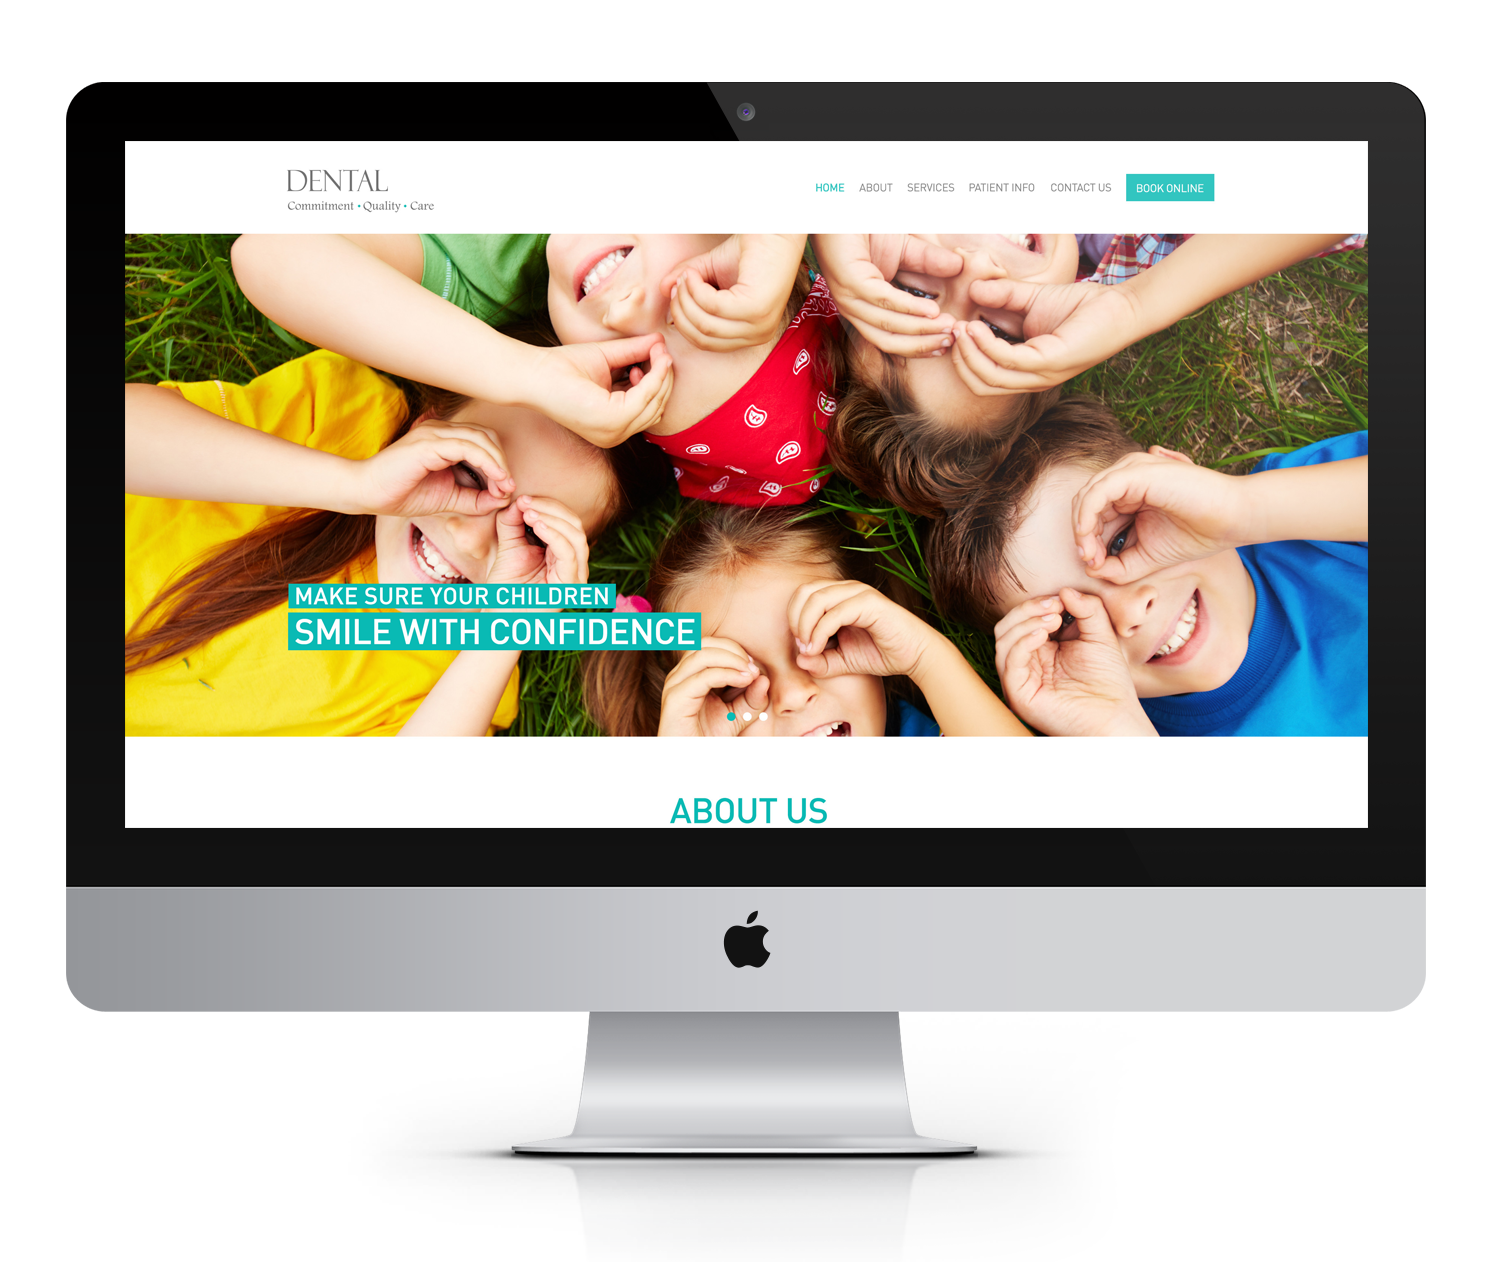 DENTAL
Commitment • Quality • Care
HOME ABOUT SERVICES PATIENT INFO CONTACT US BOOK ONLINE
MAKE SURE YOUR CHILDREN
SMILE WITH CONFIDENCE
ABOUT US